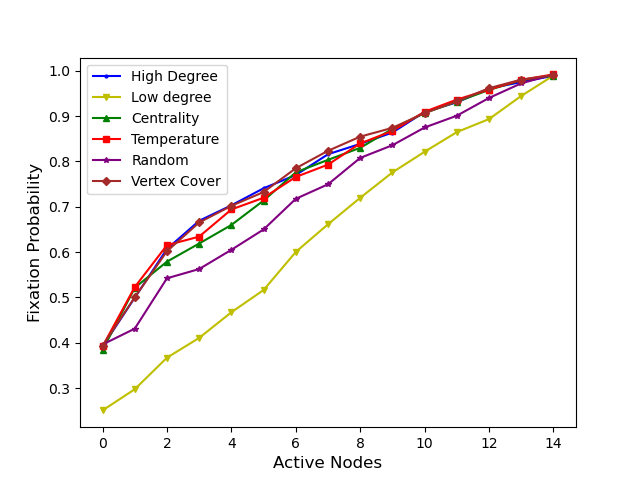 1.0
0.9
0.8
0.7
0.6
0.5
0.4
0.3
Fixation Probability
High Degree
Low degree
Centrality
Temperature
Random
Vertex Cover
0 2 4 6 8 10 12 14
Active Nodes